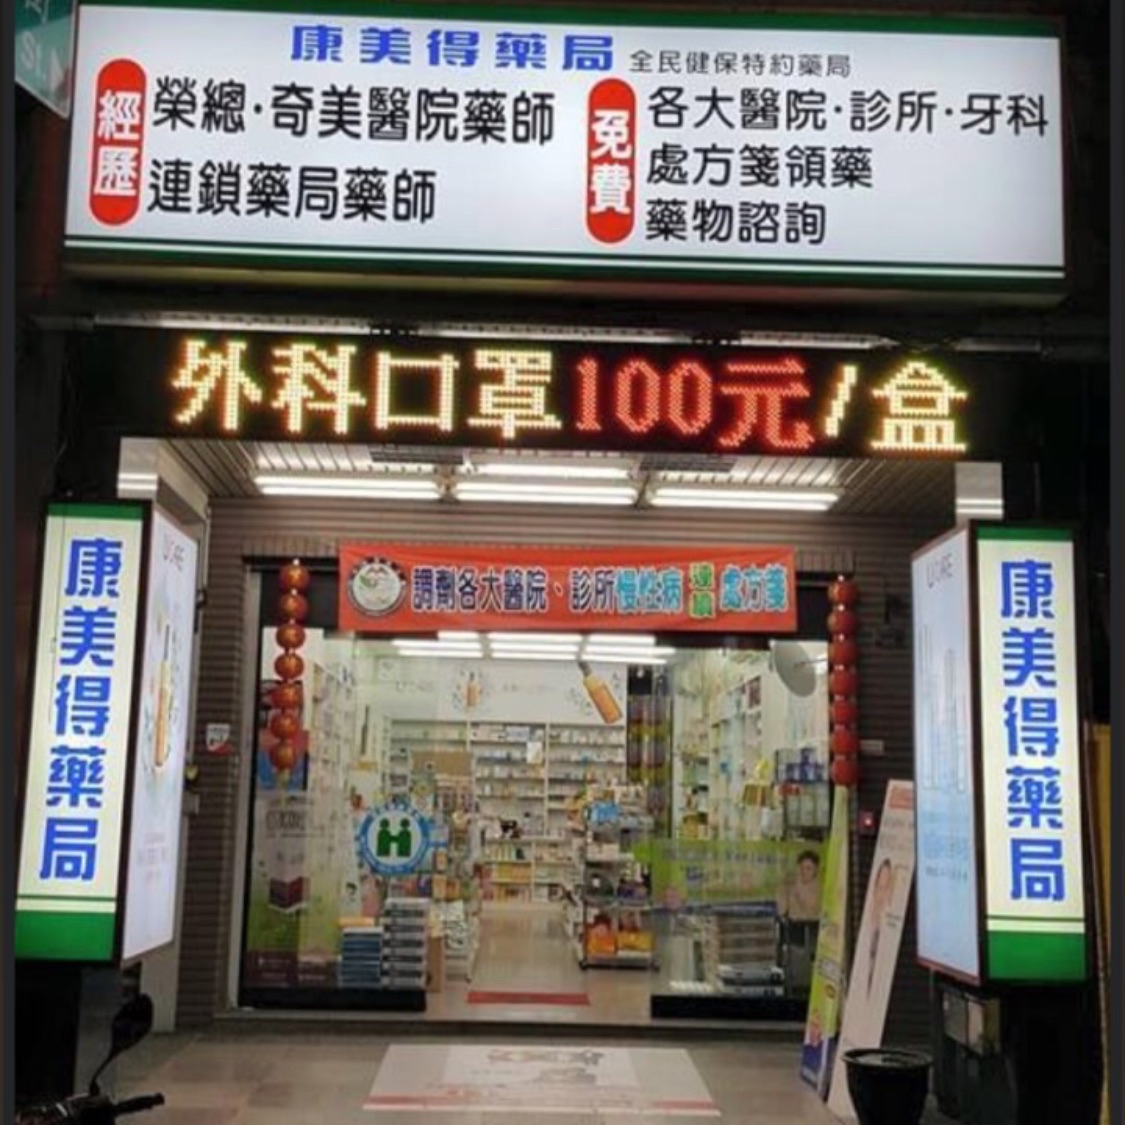 St.
康美得藥局 全民健保特約藥局
經歷
榮總·奇美醫院藥師
連鎖藥局藥師
免費
各大醫院·診所·牙科
處方箋領藥
藥物諮詢
外科口罩100元/盒
調劑各大醫院、診所慢性病連續處方箋
康美得藥局
康美得藥局